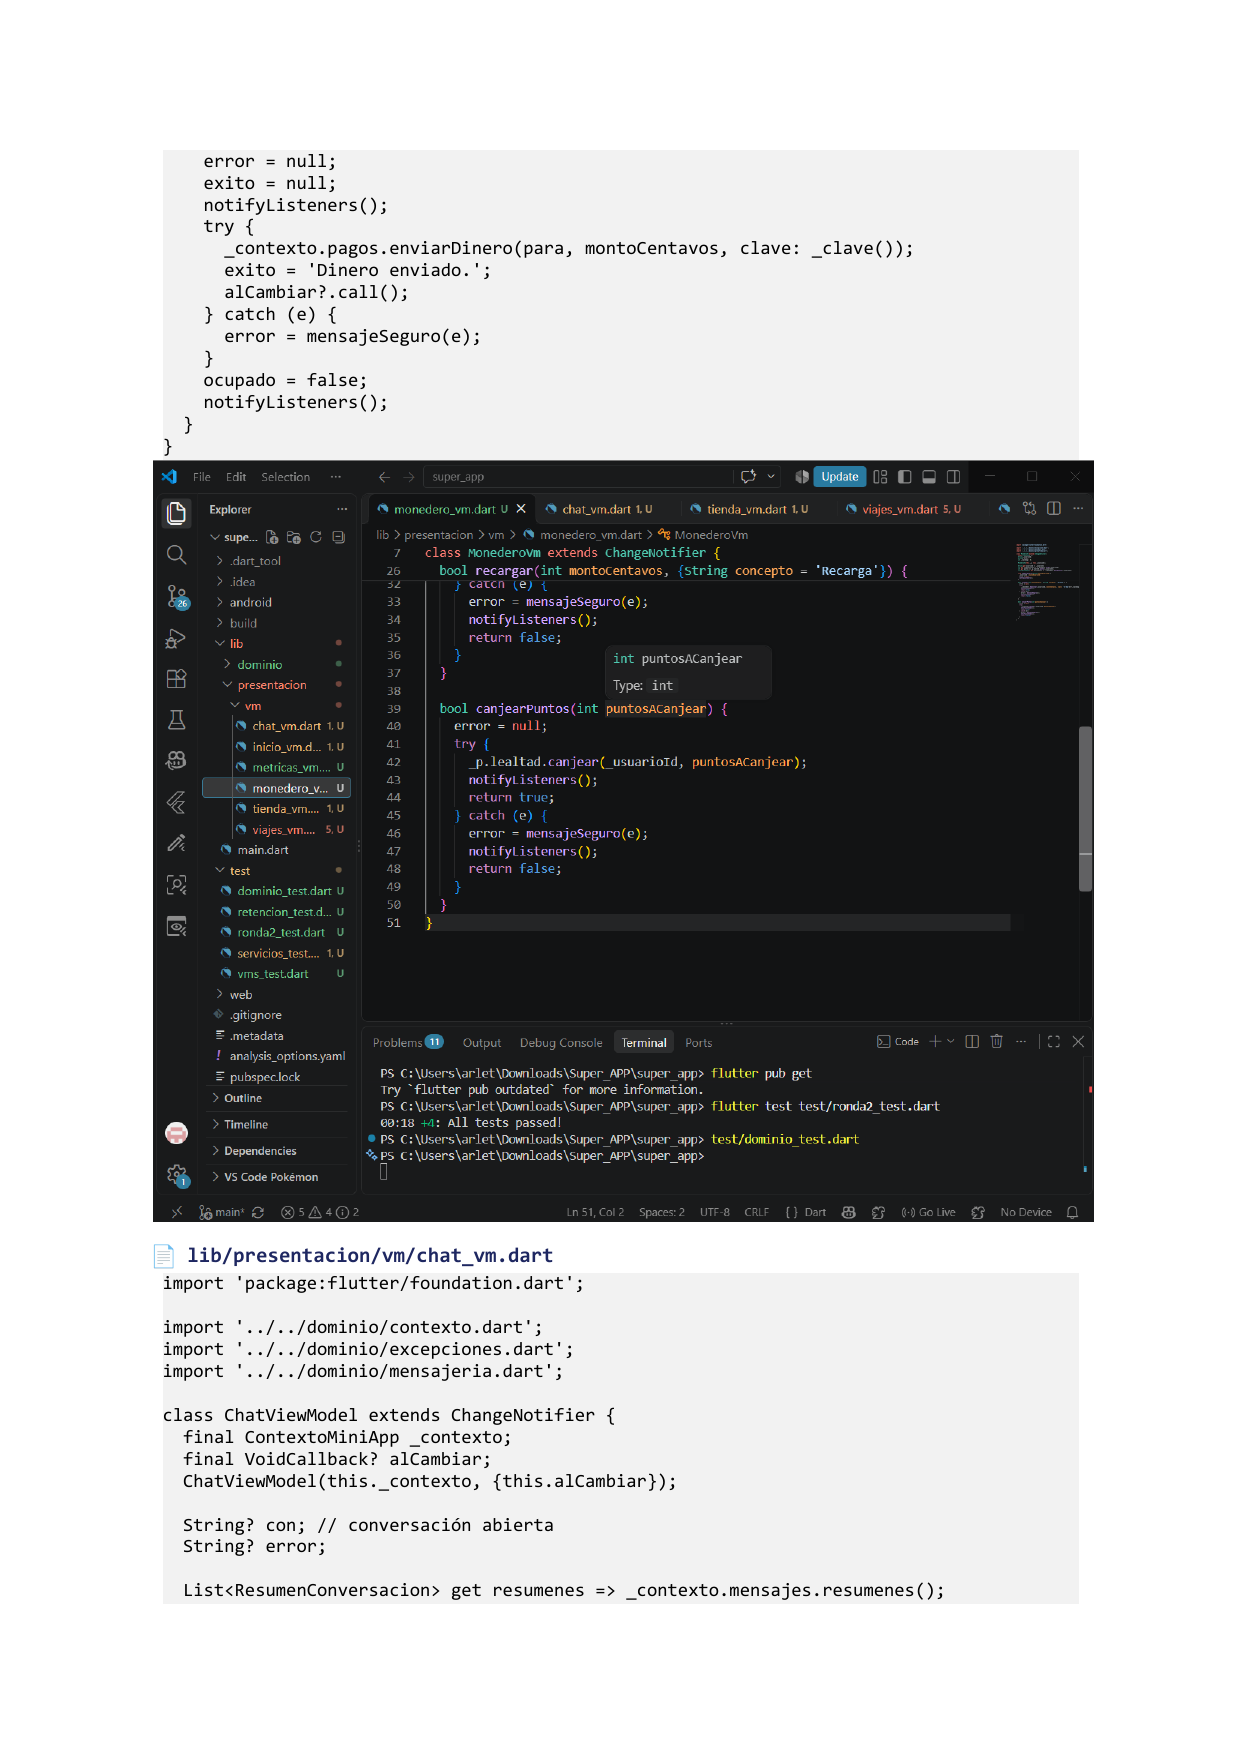 error = null;
exito = null;
notifyListeners();
try {
_contexto.pagos.enviarDinero(para, montoCentavos, clave: _clave());
exito = 'Dinero enviado.';
alCambiar?.call();
} catch (e) {
error = mensajeSeguro(e);
}
ocupado = false;
notifyListeners();
}
}
File Edit Selection ···
super_app
Update
Explorer ···
supe...
.dart_tool
.idea
android
build
lib
dominio
presentacion
vm
chat_vm.dart 1, U
inicio_vm.d... 1, U
metricas_vm.... U
monedero_v... U
tienda_vm.... 1, U
viajes_vm.... 5, U
main.dart
test
dominio_test.dart U
retencion_test.d... U
ronda2_test.dart U
servicios_test.... 1, U
vms_test.dart U
web
.gitignore
.metadata
! analysis_options.yaml
pubspec.lock
Outline
Timeline
Dependencies
VS Code Pokémon
26
1
monedero_vm.dart U
chat_vm.dart 1, U
tienda_vm.dart 1, U
viajes_vm.dart 5, U
lib > presentacion > vm > monedero_vm.dart > MonederoVm
7 class MonederoVm extends ChangeNotifier {
26 bool recargar(int montoCentavos, {String concepto = 'Recarga'}) {
32 } catch (e) {
33 error = mensajeSeguro(e);
34 notifyListeners();
35 return false;
36 }
37 }
38
int puntosACanjear
Type: int
39 bool canjearPuntos(int puntosACanjear) {
40 error = null;
41 try {
42 _p.lealtad.canjear(_usuarioId, puntosACanjear);
43 notifyListeners();
44 return true;
45 } catch (e) {
46 error = mensajeSeguro(e);
47 notifyListeners();
48 return false;
49 }
50 }
51 }
Problems 11 Output Debug Console Terminal Ports
Code
PS C:\Users\arlet\Downloads\Super_APP\super_app> flutter pub get
Try `flutter pub outdated` for more information.
PS C:\Users\arlet\Downloads\Super_APP\super_app> flutter test test/ronda2_test.dart
00:18 +4: All tests passed!
PS C:\Users\arlet\Downloads\Super_APP\super_app> test/dominio_test.dart
PS C:\Users\arlet\Downloads\Super_APP\super_app>
main* 5 4 2
Ln 51, Col 2 Spaces: 2 UTF-8 CRLF { } Dart Go Live No Device
lib/presentacion/vm/chat_vm.dart
import 'package:flutter/foundation.dart';
import '../../dominio/contexto.dart';
import '../../dominio/excepciones.dart';
import '../../dominio/mensajeria.dart';
class ChatViewModel extends ChangeNotifier {
final ContextoMiniApp _contexto;
final VoidCallback? alCambiar;
ChatViewModel(this._contexto, {this.alCambiar});
String? con; // conversación abierta
String? error;
List<ResumenConversacion> get resumenes => _contexto.mensajes.resumenes();